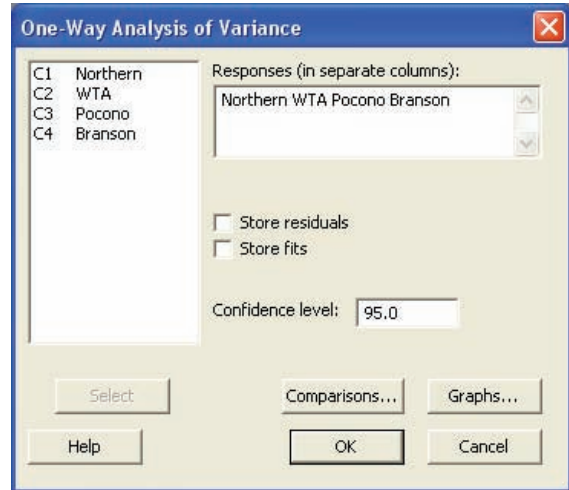 One-Way Analysis of Variance
C1 Northern
C2 WTA
C3 Pocono
C4 Branson
Responses (in separate columns):
Northern WTA Pocono Branson
Store residuals
Store fits
Confidence level: 95.0
Select
Comparisons...
Graphs...
Help
OK
Cancel